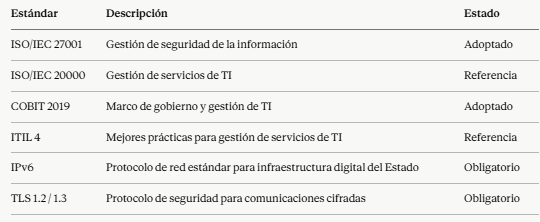 Estándar Descripción Estado
ISO/IEC 27001 Gestión de seguridad de la información Adoptado
ISO/IEC 20000 Gestión de servicios de TI Referencia
COBIT 2019 Marco de gobierno y gestión de TI Adoptado
ITIL 4 Mejores prácticas para gestión de servicios de TI Referencia
IPv6 Protocolo de red estándar para infraestructura digital del Estado Obligatorio
TLS 1.2 / 1.3 Protocolo de seguridad para comunicaciones cifradas Obligatorio